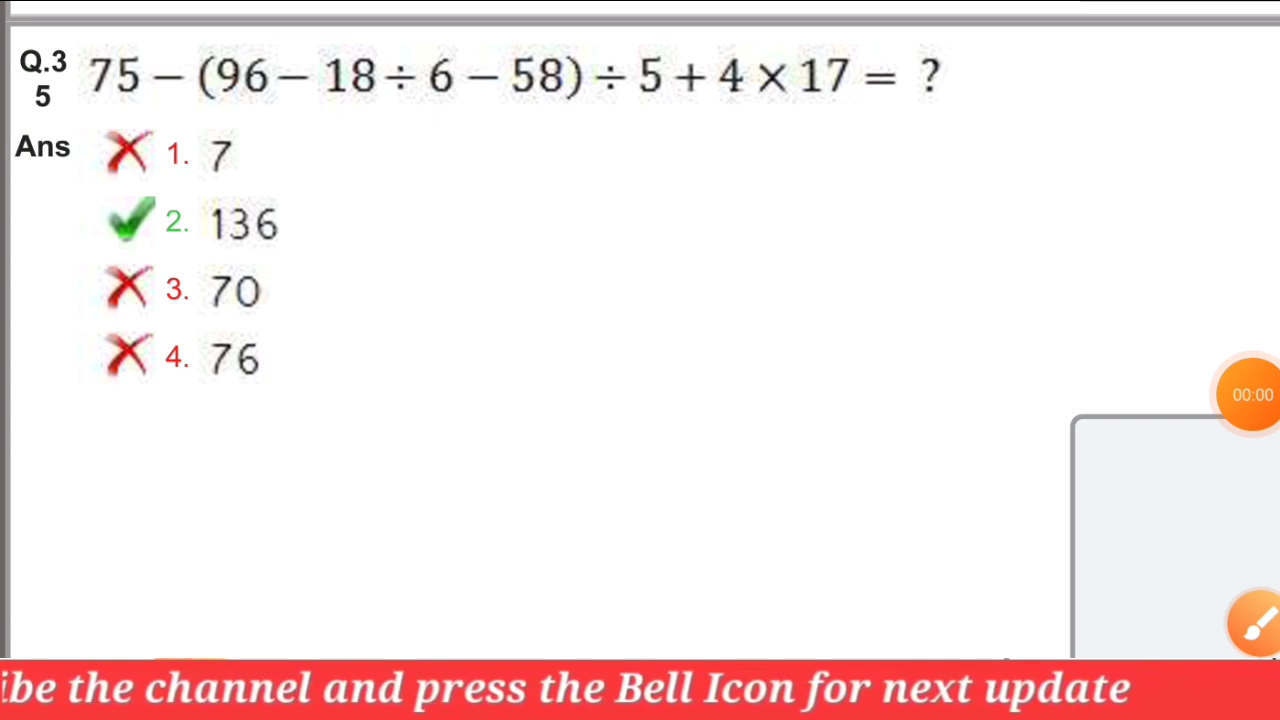 Q.3
5
75 – (96 – 18 ÷ 6 – 58) ÷ 5 + 4 × 17 = ?
Ans
1. 7
2. 136
3. 70
4. 76
00:00
ibe the channel and press the Bell Icon for next update